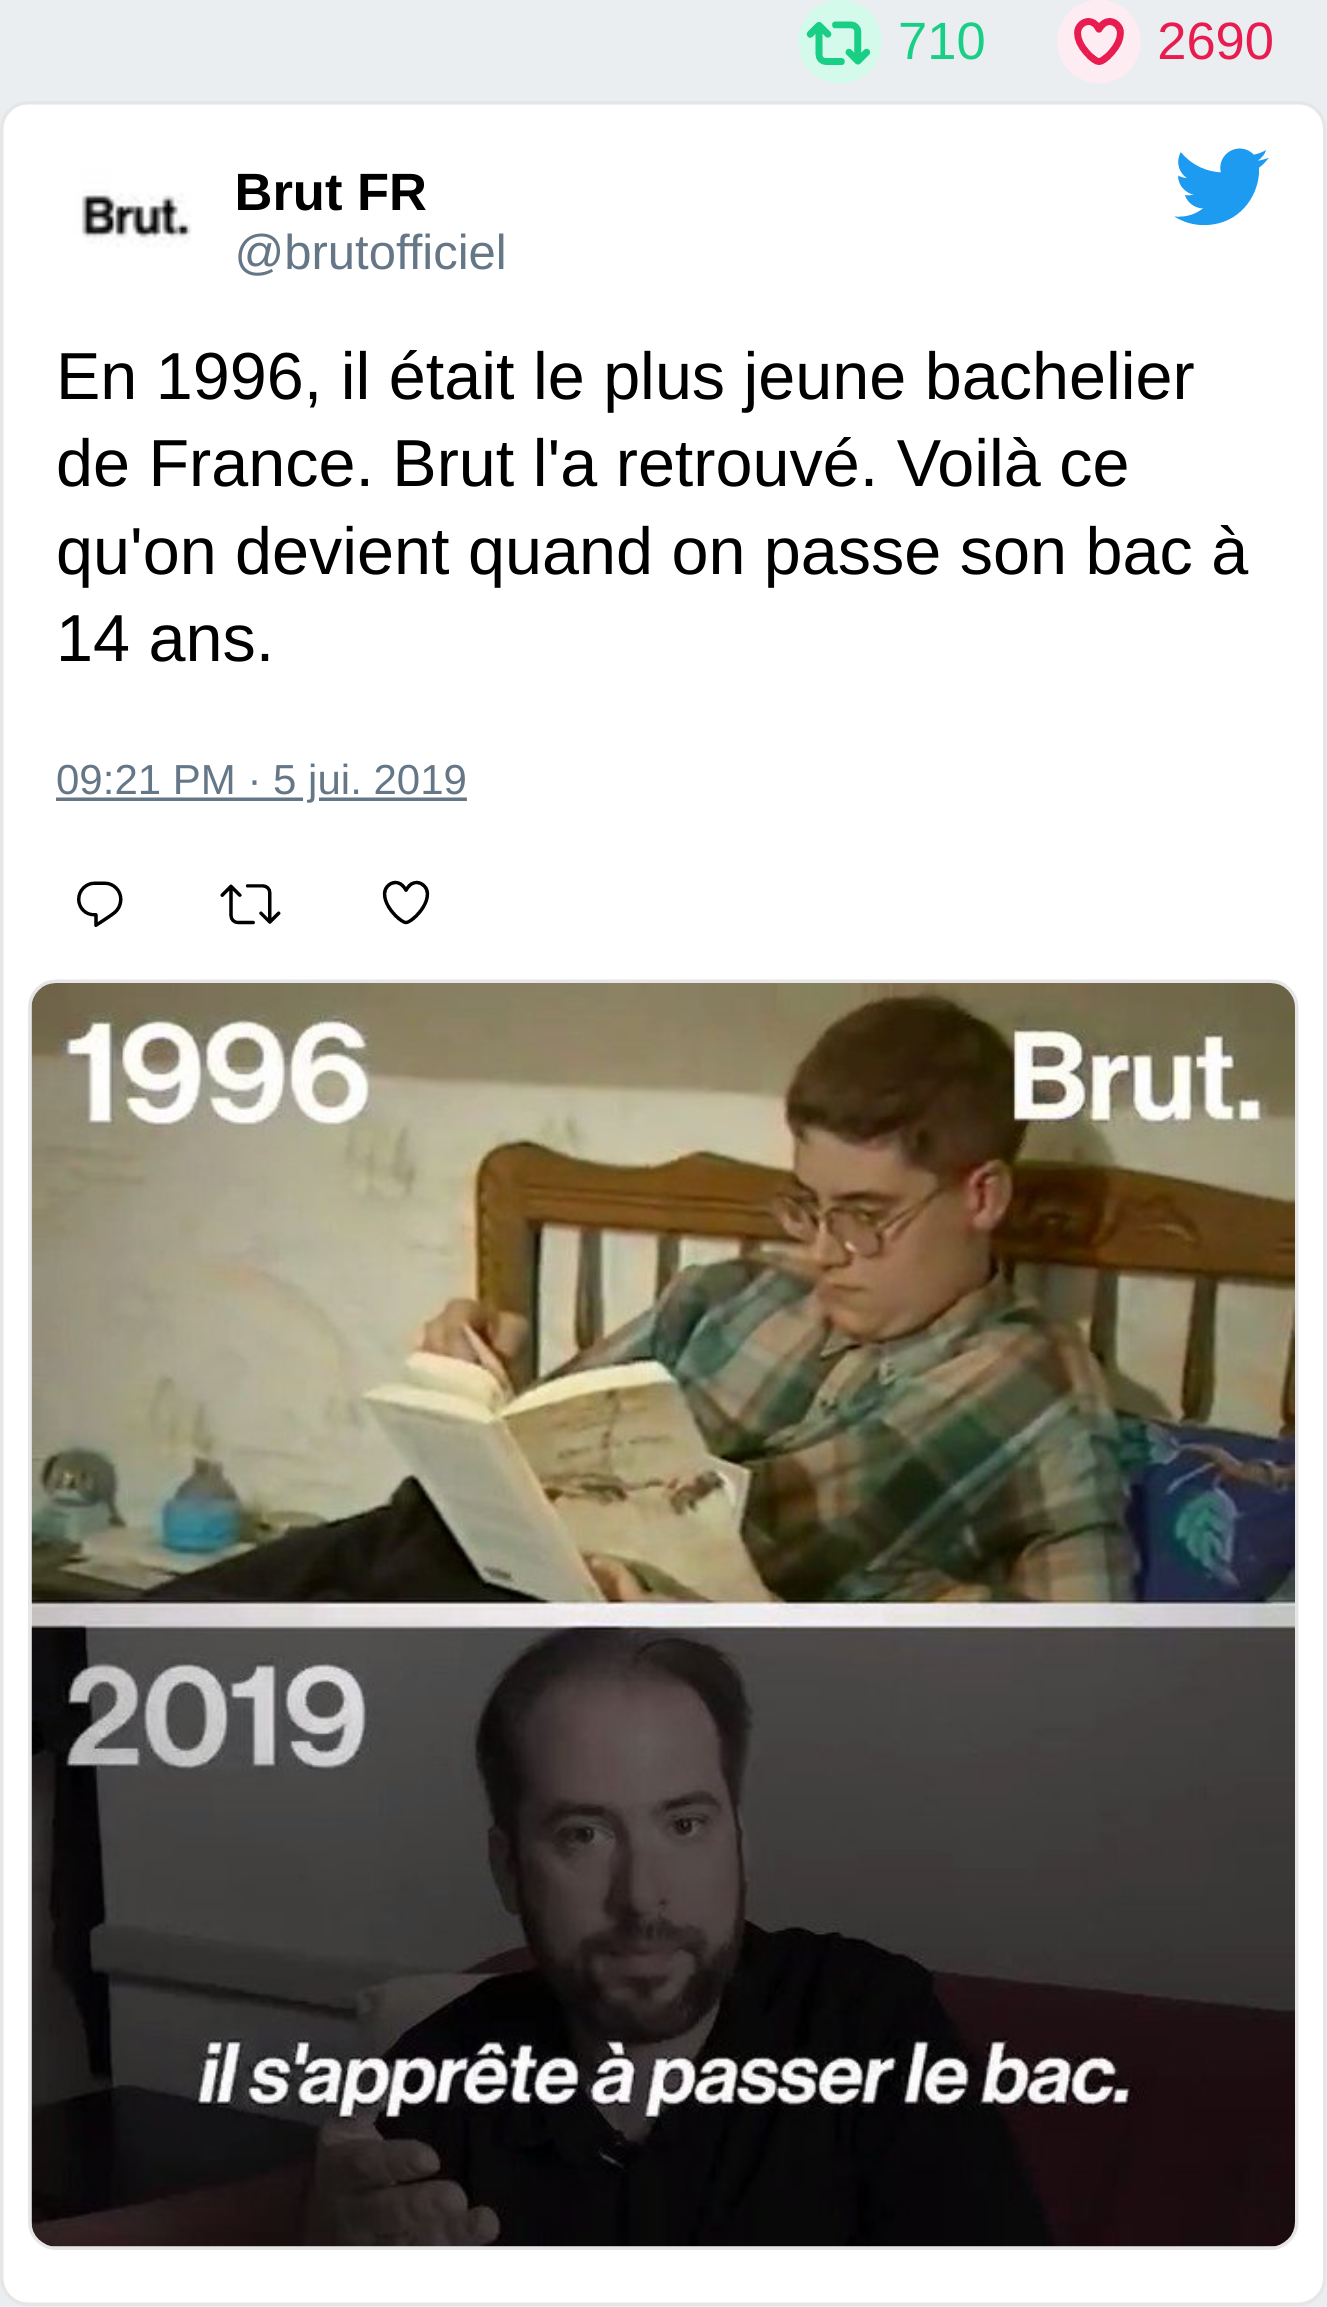 710 2690
Brut. Brut FR
@brutofficiel
En 1996, il était le plus jeune bachelier
de France. Brut l'a retrouvé. Voilà ce
qu'on devient quand on passe son bac à
14 ans.
09:21 PM · 5 jui. 2019
1996 Brut.
2019
il s'apprête à passer le bac.